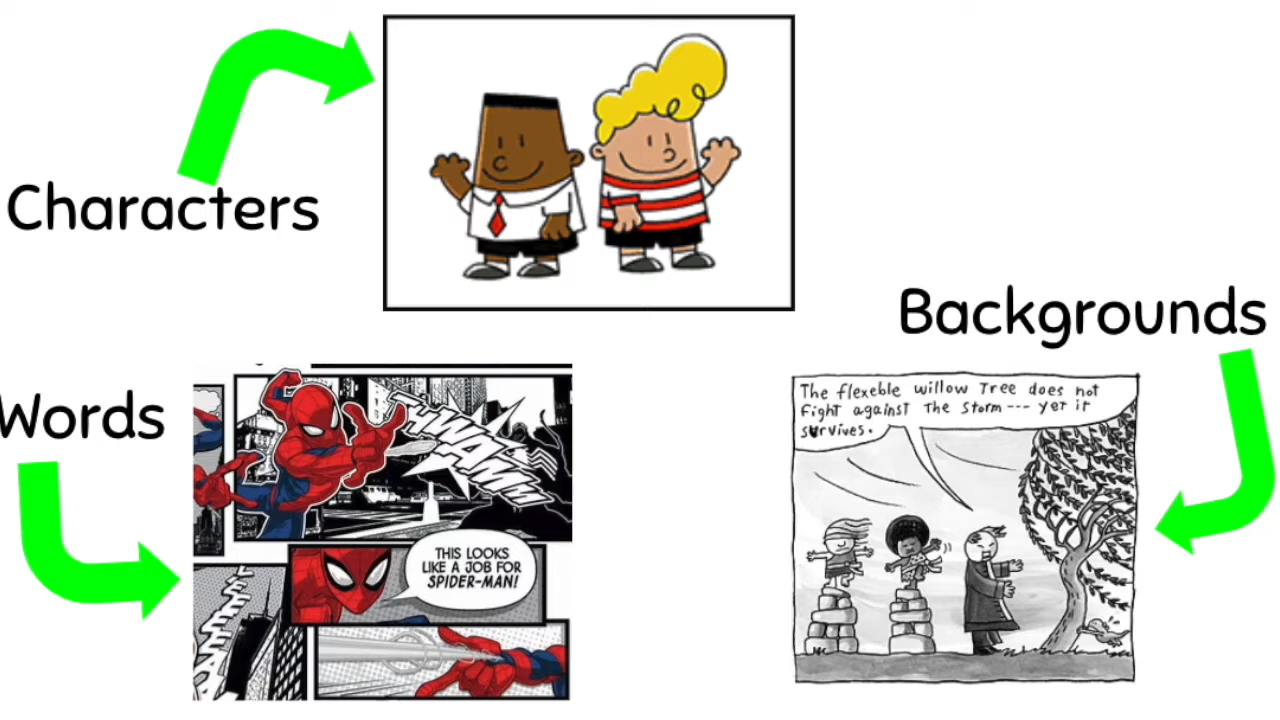 Characters
Backgrounds
Words
THWAMM
THIS LOOKS
LIKE A JOB FOR
SPIDER-MAN!
The flexeble willow Tree does not
Fight against The Storm --- yet it
survives.